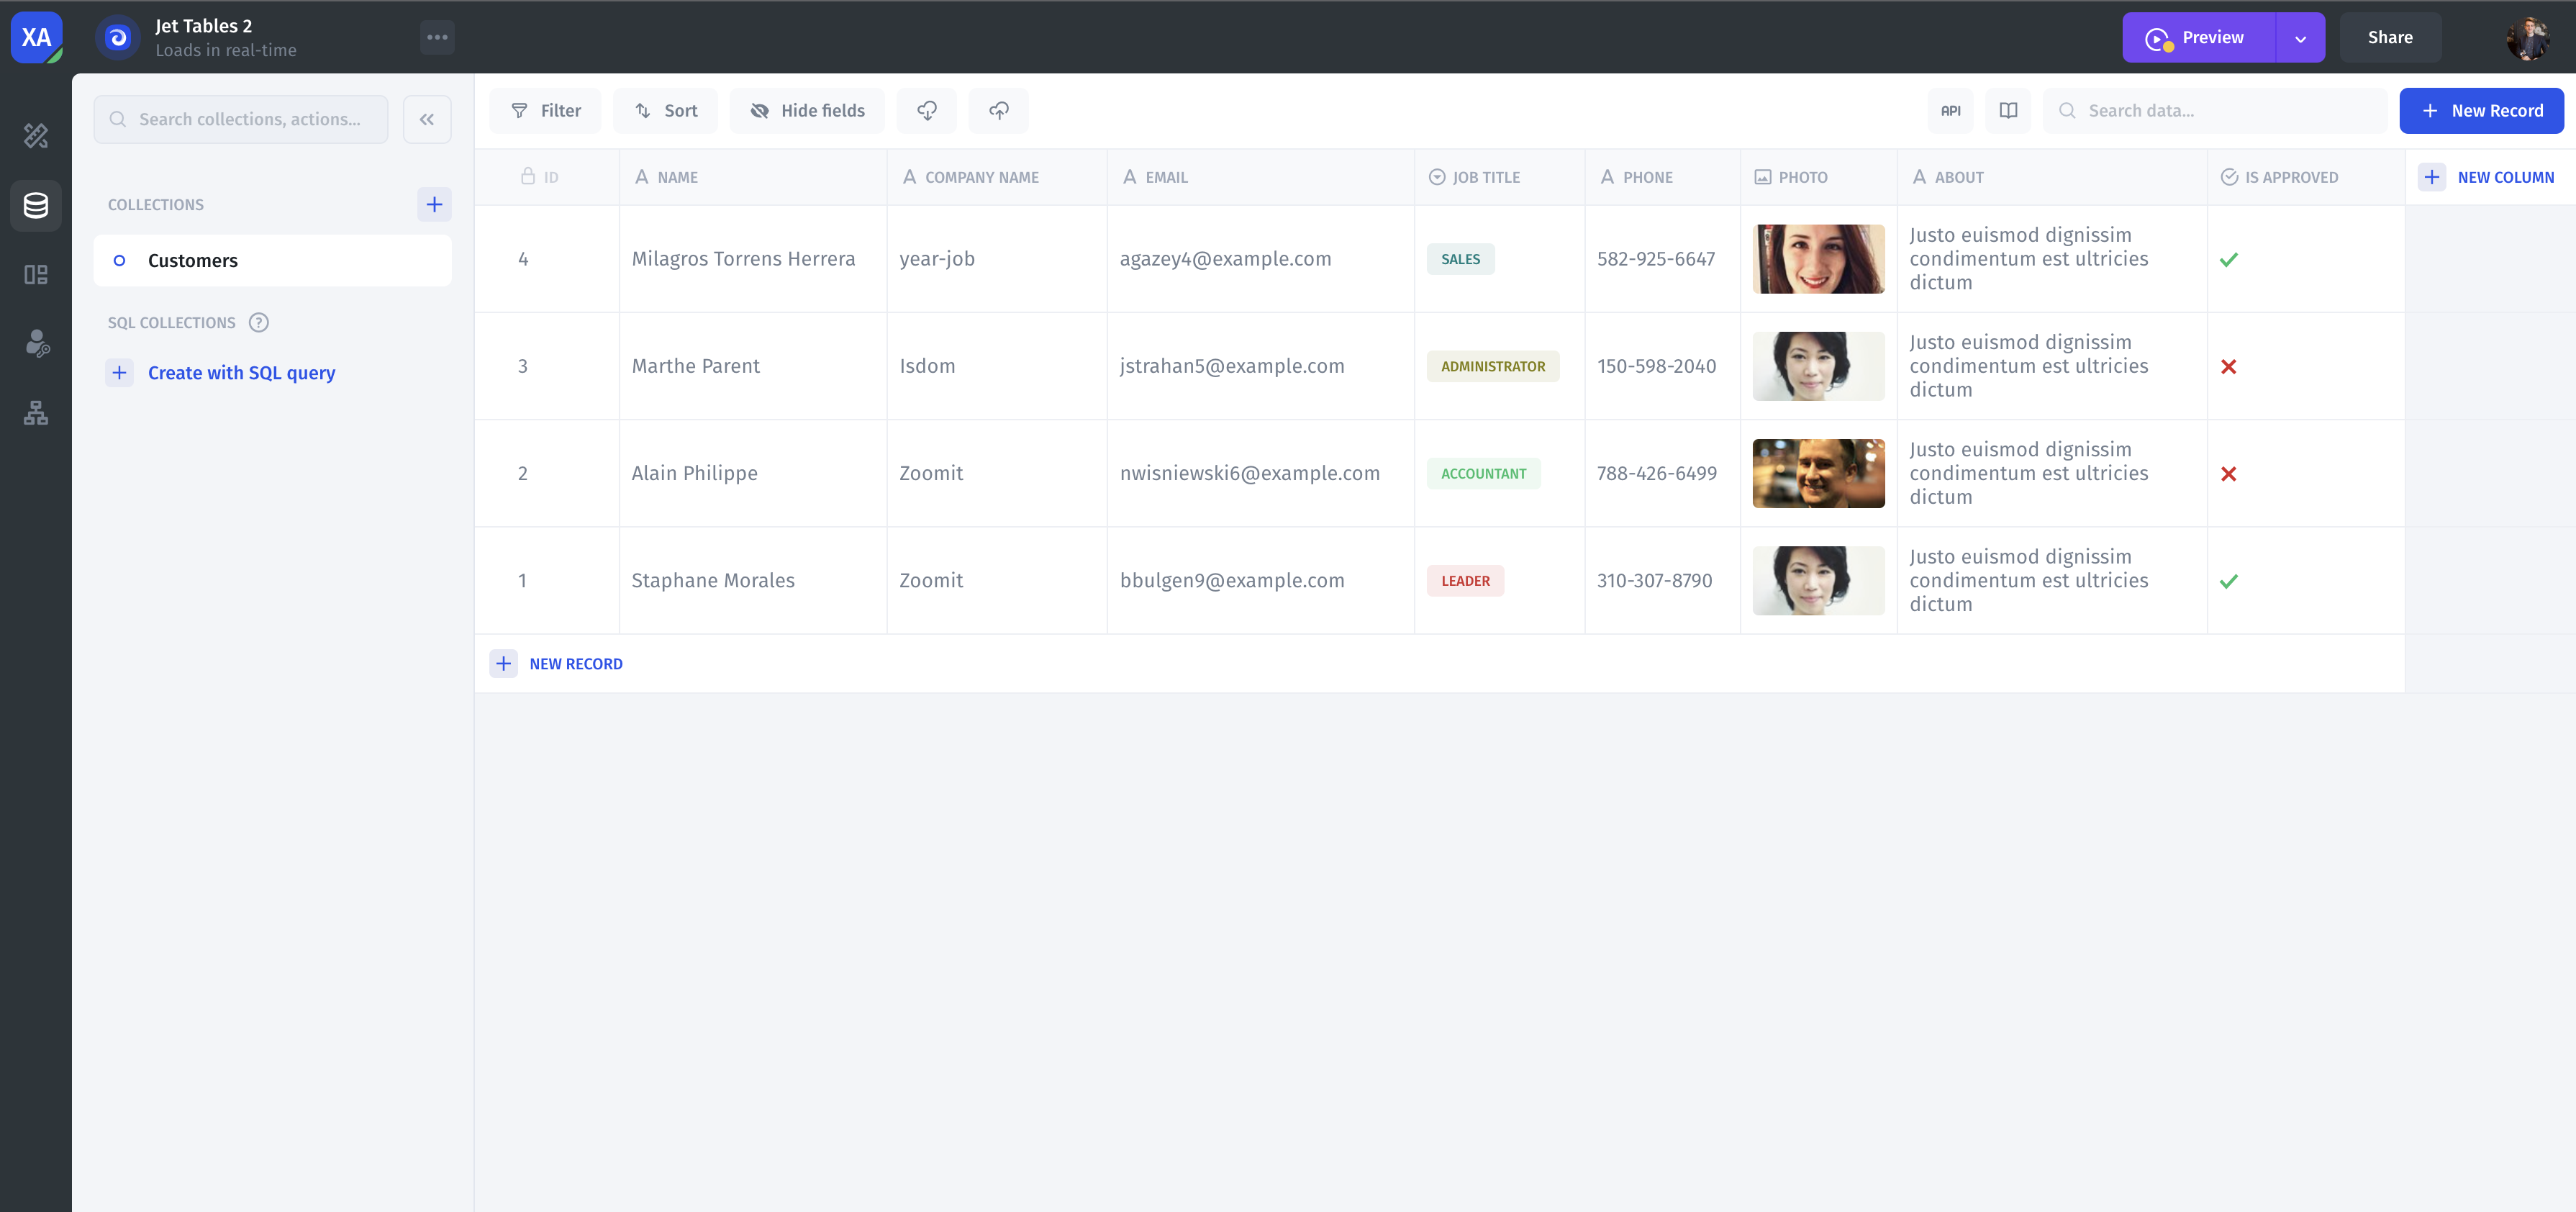 XA
Jet Tables 2
Loads in real-time
Preview
Share
Search collections, actions...
COLLECTIONS
Customers
SQL COLLECTIONS ?
Create with SQL query
Filter
Sort
Hide fields
API
Search data...
New Record
ID NAME COMPANY NAME EMAIL JOB TITLE PHONE PHOTO ABOUT IS APPROVED NEW COLUMN
4 Milagros Torrens Herrera year-job agazey4@example.com SALES 582-925-6647
Justo euismod dignissim
condimentum est ultricies
dictum
3 Marthe Parent Isdom jstrahan5@example.com ADMINISTRATOR 150-598-2040
Justo euismod dignissim
condimentum est ultricies
dictum
2 Alain Philippe Zoomit nwisniewski6@example.com ACCOUNTANT 788-426-6499
Justo euismod dignissim
condimentum est ultricies
dictum
1 Staphane Morales Zoomit bbulgen9@example.com LEADER 310-307-8790
Justo euismod dignissim
condimentum est ultricies
dictum
NEW RECORD